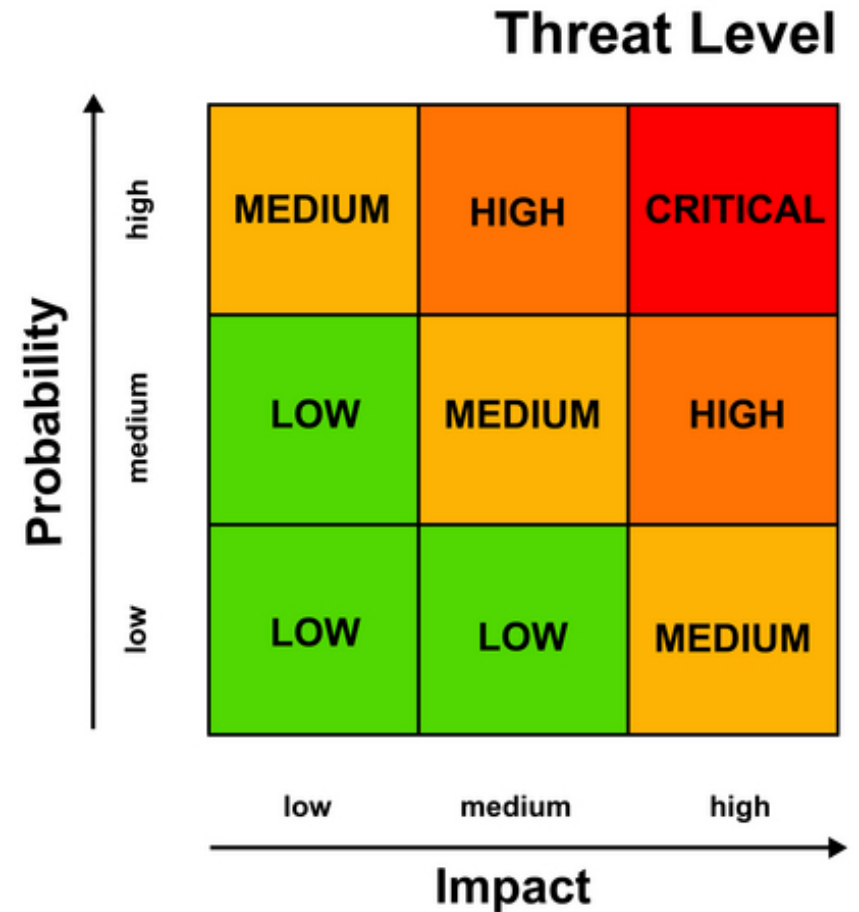 Threat Level
Probability
high
MEDIUM HIGH CRITICAL
medium
LOW MEDIUM HIGH
low
LOW LOW MEDIUM
low medium high
Impact